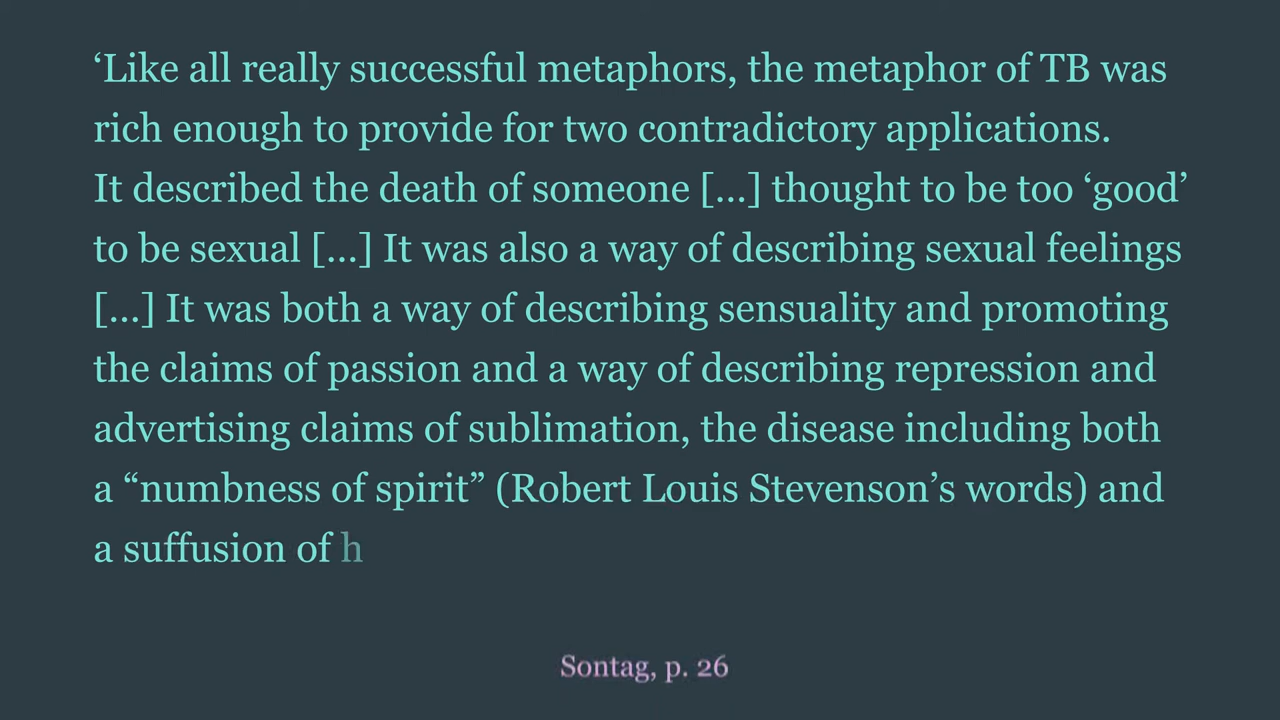 ‘Like all really successful metaphors, the metaphor of TB was
rich enough to provide for two contradictory applications.
It described the death of someone [...] thought to be too ‘good’
to be sexual [...] It was also a way of describing sexual feelings
[...] It was both a way of describing sensuality and promoting
the claims of passion and a way of describing repression and
advertising claims of sublimation, the disease including both
a “numbness of spirit” (Robert Louis Stevenson’s words) and
a suffusion of h
Sontag, p. 26